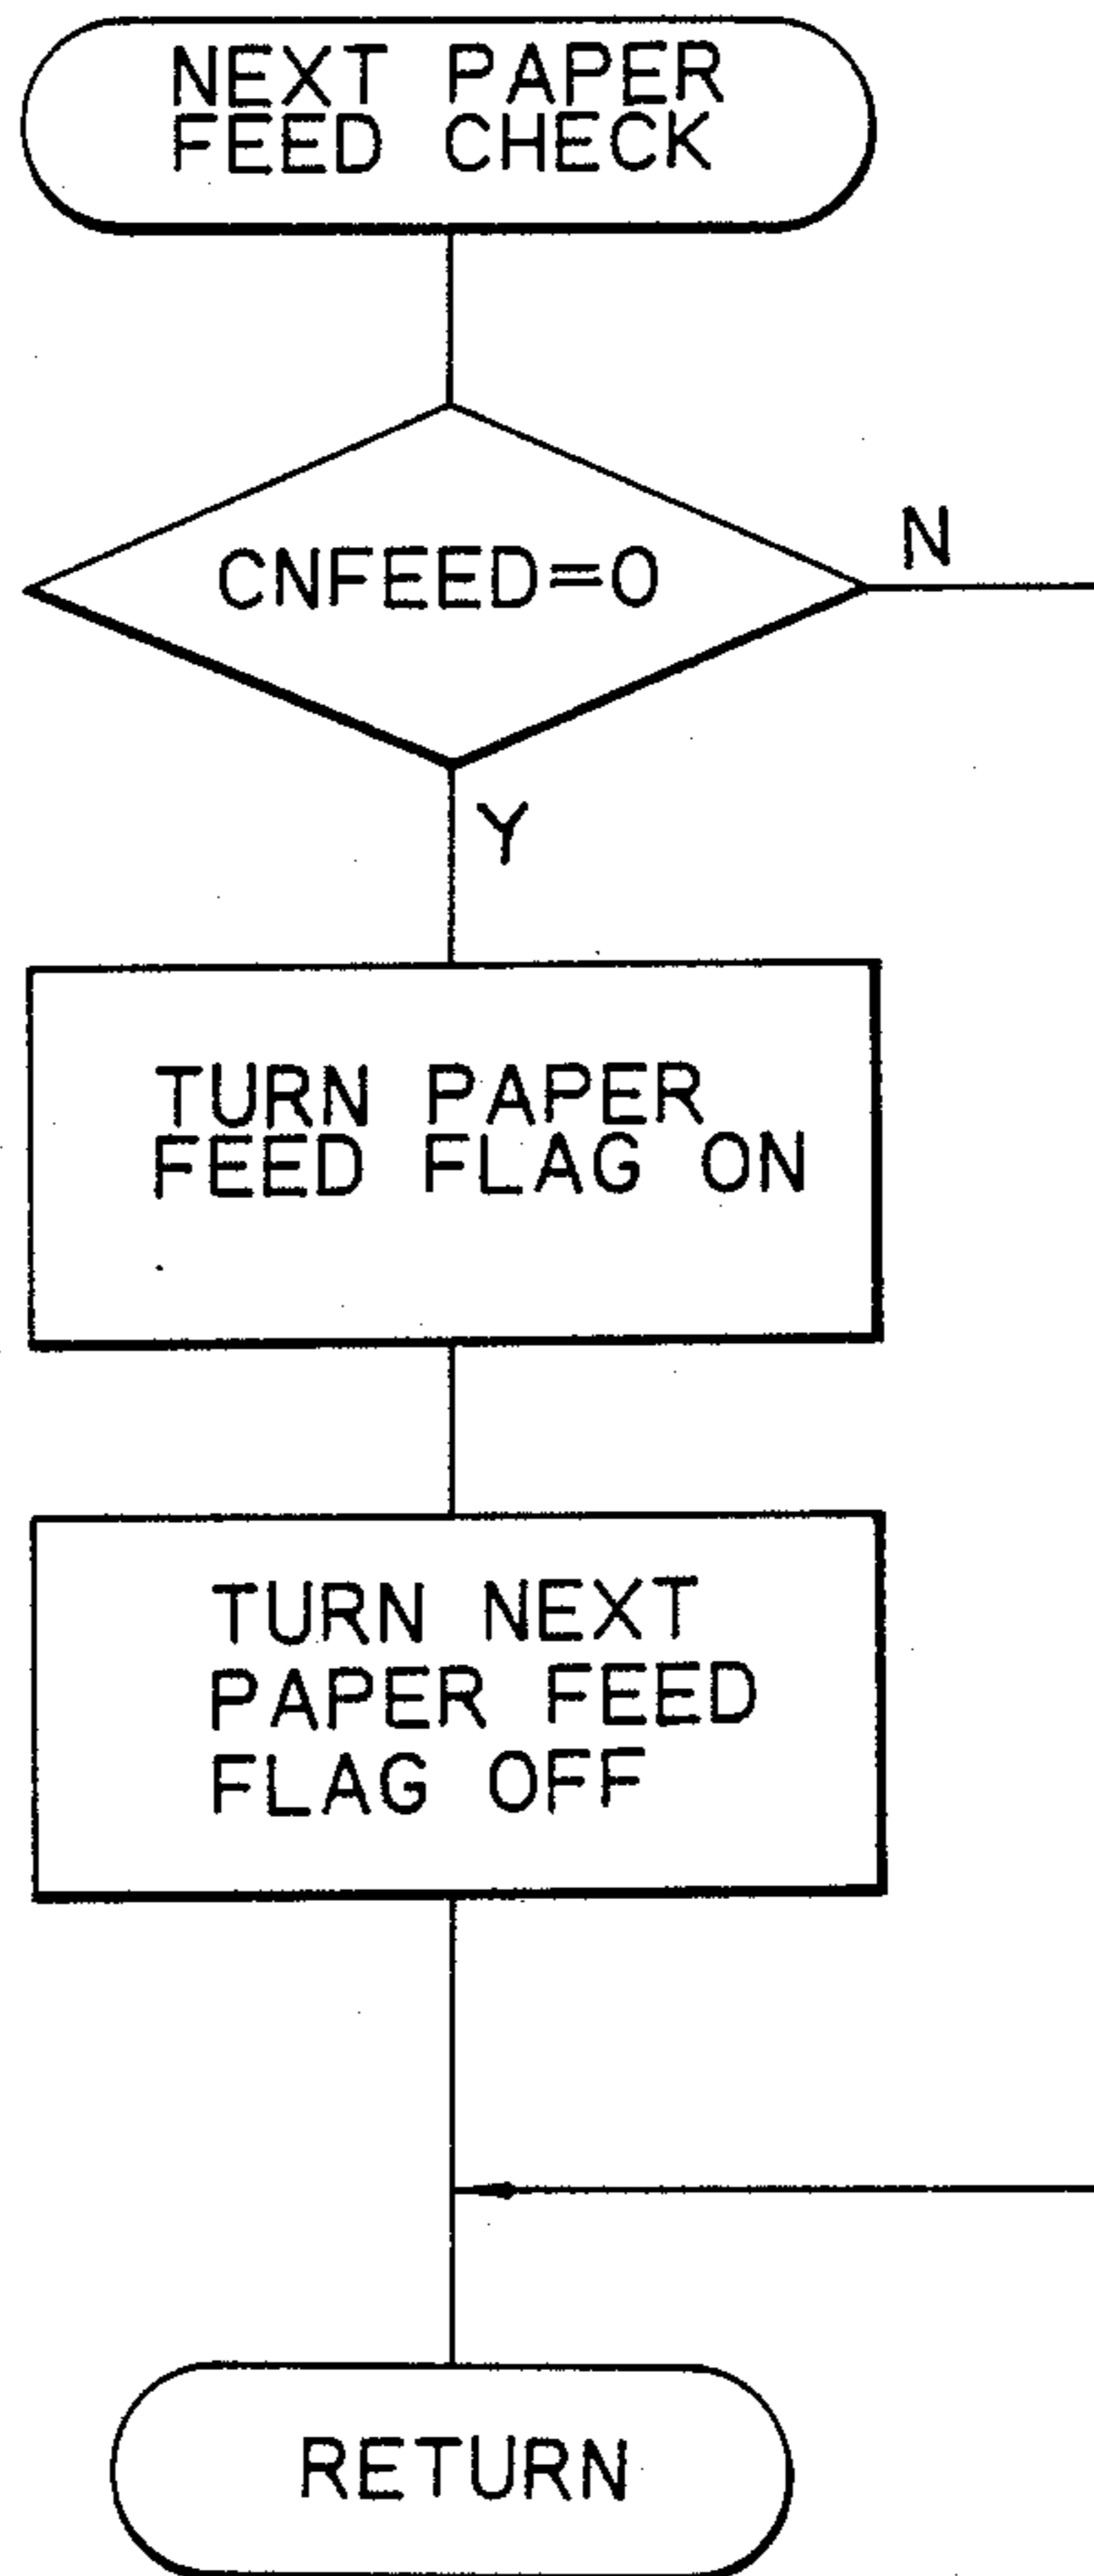 NEXT PAPER
FEED CHECK
CNFEED=0
N
Y
TURN PAPER
FEED FLAG ON
TURN NEXT
PAPER FEED
FLAG OFF
RETURN